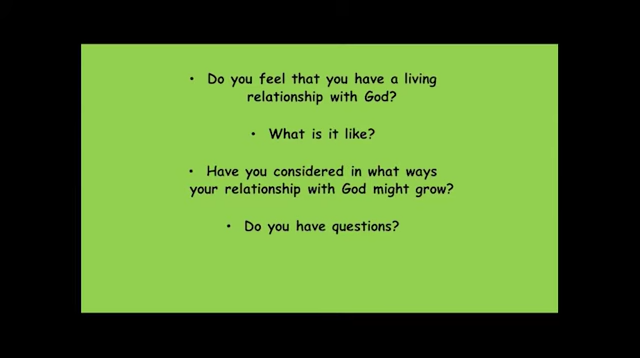 • Do you feel that you have a living
relationship with God?
• What is it like?
• Have you considered in what ways
your relationship with God might grow?
• Do you have questions?